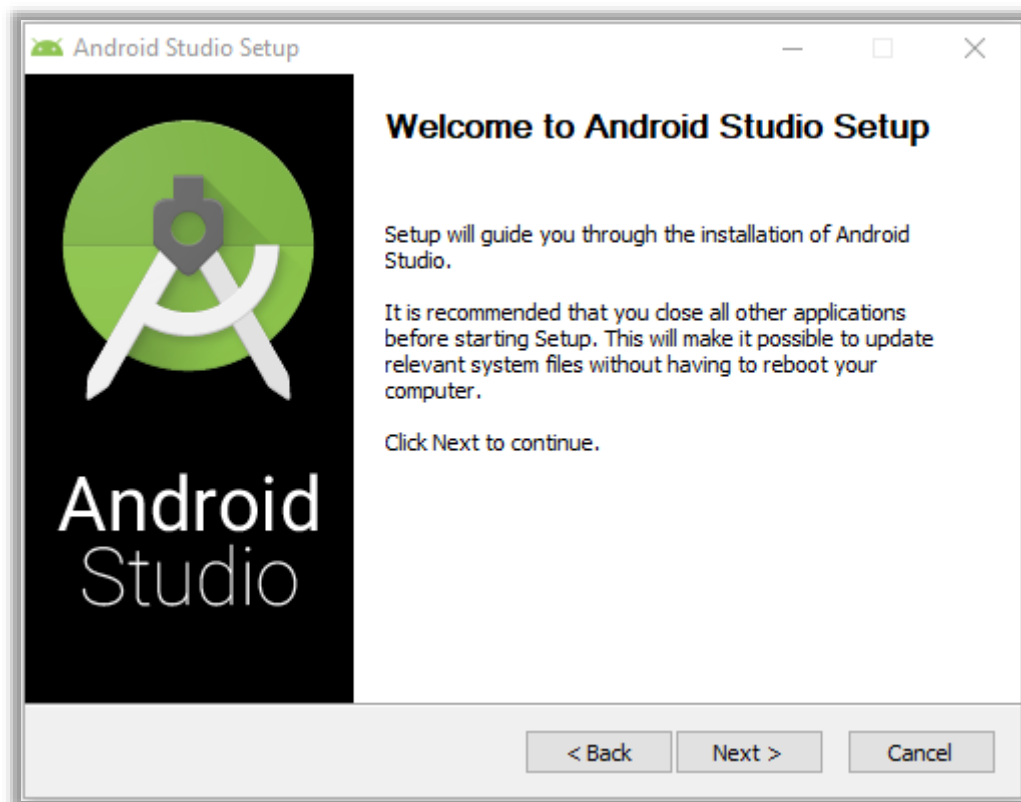 Android Studio Setup
Welcome to Android Studio Setup
Setup will guide you through the installation of Android
Studio.
It is recommended that you close all other applications
before starting Setup. This will make it possible to update
relevant system files without having to reboot your
computer.
Click Next to continue.
Android
Studio
< Back Next > Cancel